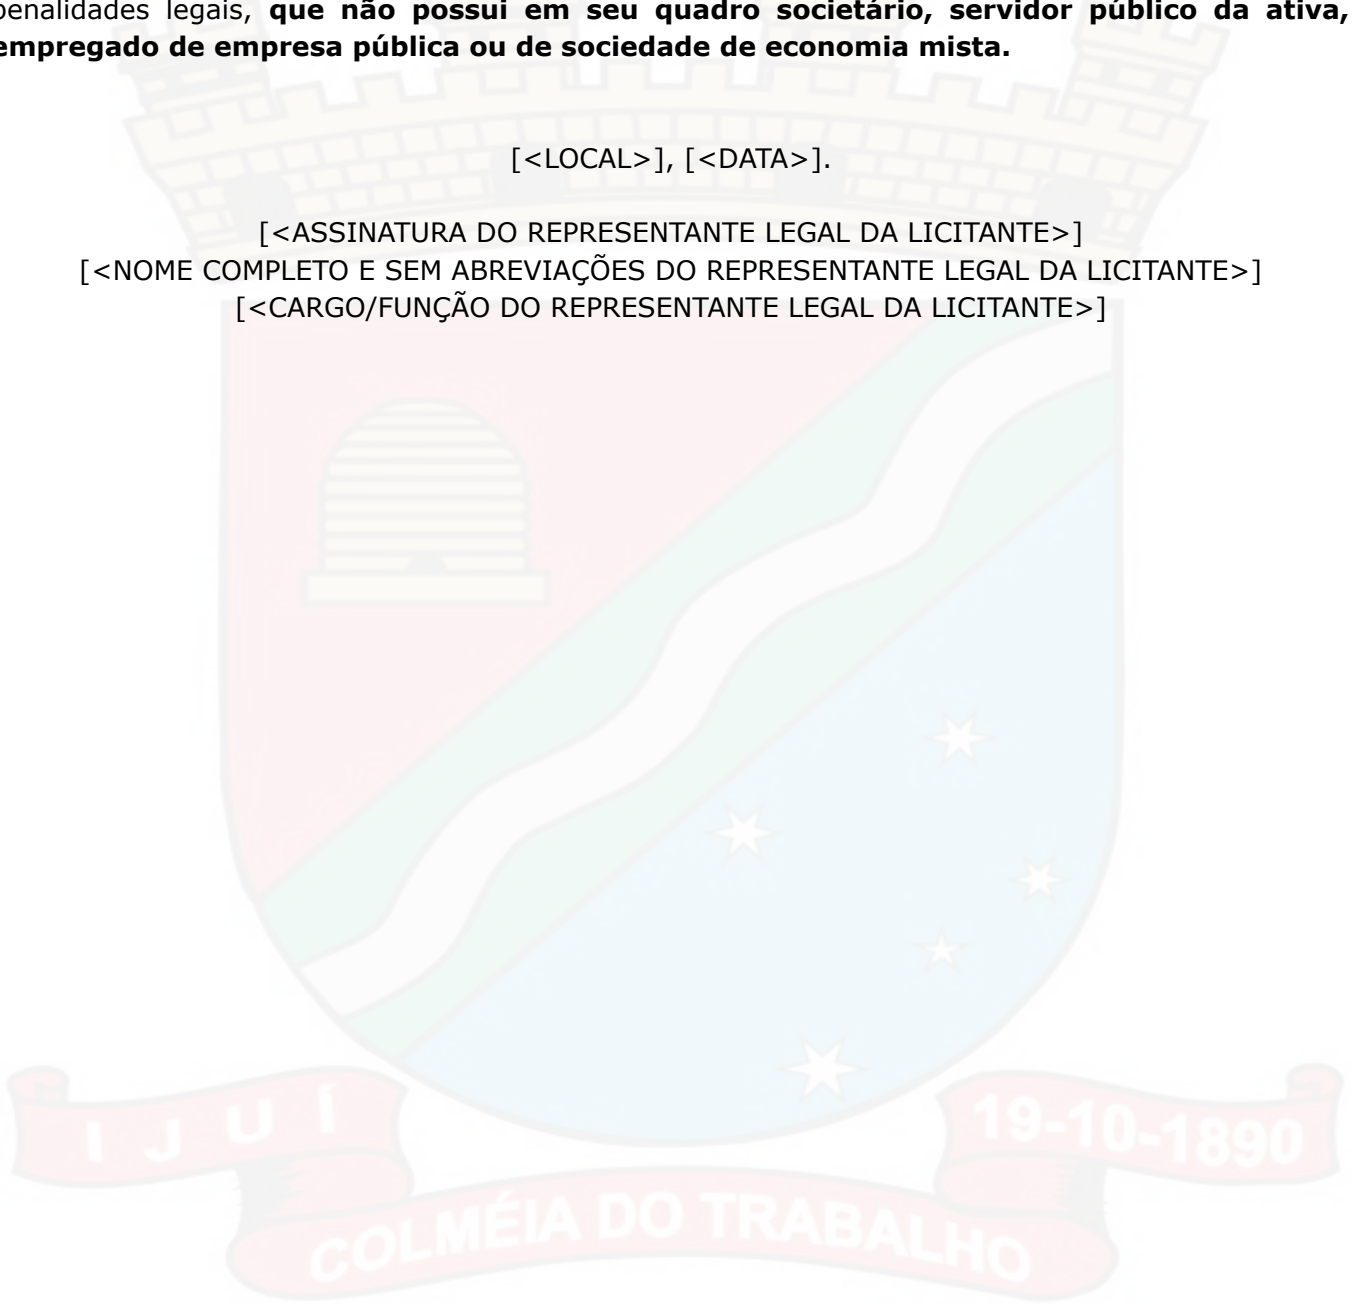 penalidades legais, que não possui em seu quadro societário, servidor público da ativa,
empregado de empresa pública ou de sociedade de economia mista.
[<LOCAL>], [<DATA>].
[<ASSINATURA DO REPRESENTANTE LEGAL DA LICITANTE>]
[<NOME COMPLETO E SEM ABREVIAÇÕES DO REPRESENTANTE LEGAL DA LICITANTE>]
[<CARGO/FUNÇÃO DO REPRESENTANTE LEGAL DA LICITANTE>]
IJUÍ
19-10-1890
COLMÉIA DO TRABALHO